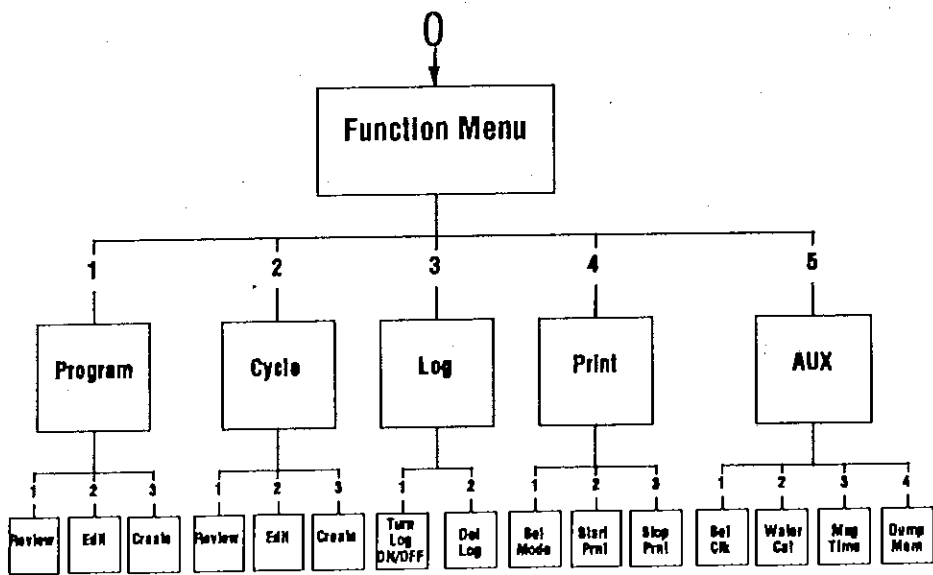 0
Function Menu
1 2 3 4 5
Program Cycle Log Print AUX
1 2 3 1 2 3 1 2 1 2 3 1 2 3 4
Review Edit Create Review Edit Create
Turn
Log
ON/OFF
Del
Log
Sel
Mode
Start
Prnt
Stop
Prnt
Set
Clk
Water
Cal
Time
Dump
Mem